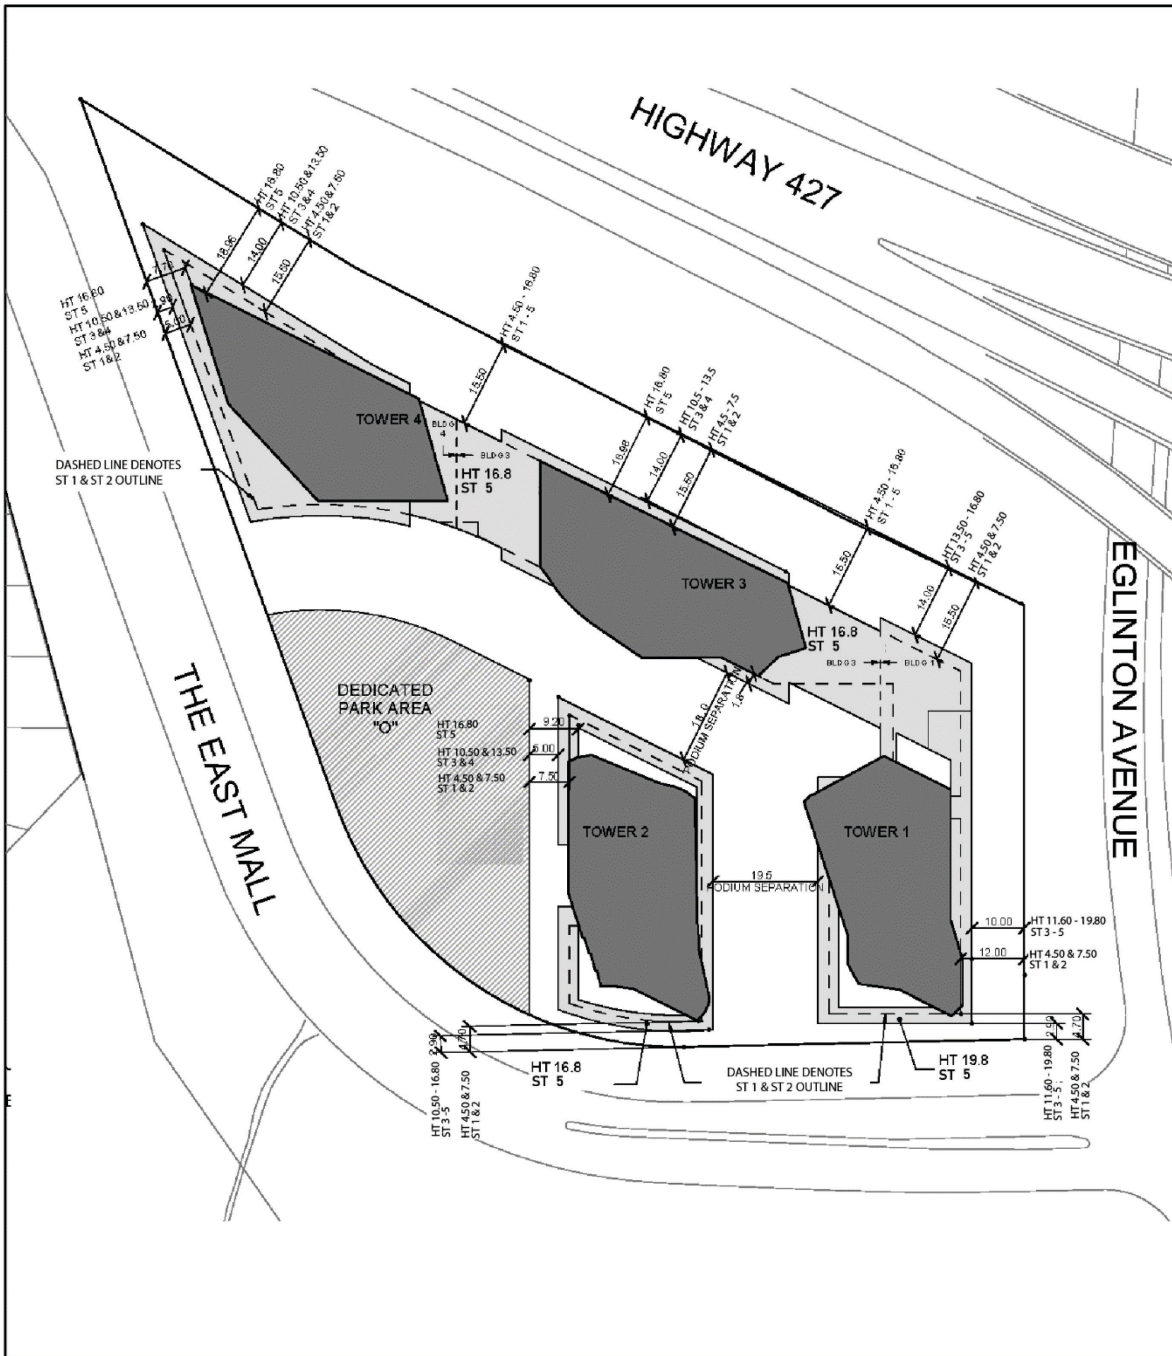 HIGHWAY 427
HT 16.80
ST 5
HT 10.50 & 13.50
ST 3 & 4
HT 4.50 & 7.50
ST 1 & 2
14.00
15.50
HT 16.80
ST 5
HT 10.50 & 13.50
ST 3 & 4
HT 4.50 & 7.50
ST 1 & 2
5.00
HT 4.50 - 16.80
ST 1 - 5
15.50
HT 16.80
ST 5
HT 10.5 - 13.5
ST 3 & 4
HT 4.5 - 7.5
ST 1 & 2
14.00
15.50
HT 4.50 - 16.80
ST 1 - 5
15.50
HT 13.50 - 16.80
ST 3 - 5
HT 4.50 & 7.50
ST 1 & 2
14.00
15.50
TOWER 4
BLDG
4
BLDG 3
HT 16.8
ST 5
DASHED LINE DENOTES
ST 1 & ST 2 OUTLINE
EGLINTON AVENUE
TOWER 3
HT 16.8
ST 5
BLDG 3
BLDG 1
18.0
PODIUM SEPARATION
1.8
THE EAST MALL
DEDICATED
PARK AREA
"O"
HT 16.80
ST 5
9.20
HT 10.50 & 13.50
ST 3 & 4
HT 4.50 & 7.50
ST 1 & 2
7.50
TOWER 2
TOWER 1
19.5
PODIUM SEPARATION
10.00
HT 11.60 - 19.80
ST 3 - 5
12.00
HT 4.50 & 7.50
ST 1 & 2
2.90
4.70
HT 10.50 - 16.80
ST 3 -5
HT 4.50 & 7.50
ST 1 & 2
HT 16.8
ST 5
DASHED LINE DENOTES
ST 1 & ST 2 OUTLINE
HT 19.8
ST 5
2.90
4.70
HT 11.60 - 19.80
ST 3 - 5 ;
HT 4.50 & 7.50
ST 1 & 2